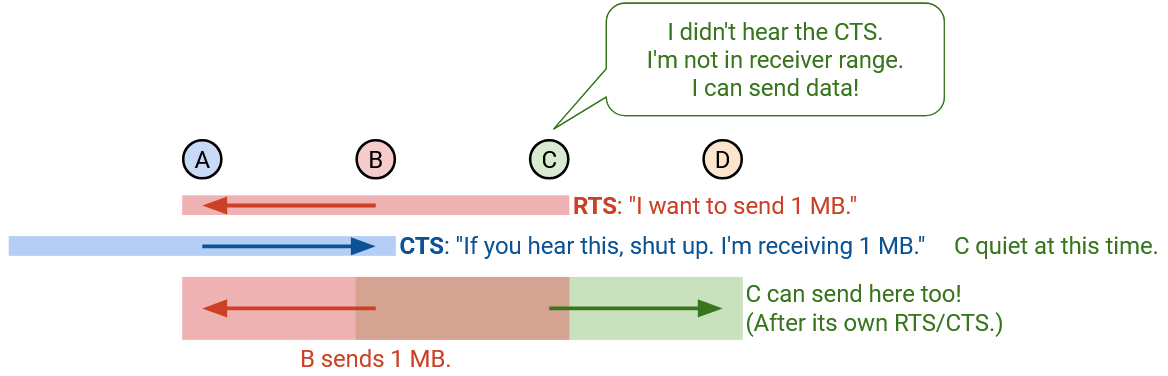 I didn't hear the CTS.
I'm not in receiver range.
I can send data!
A B C D
RTS: "I want to send 1 MB."
CTS: "If you hear this, shut up. I'm receiving 1 MB." C quiet at this time.
C can send here too!
(After its own RTS/CTS.)
B sends 1 MB.